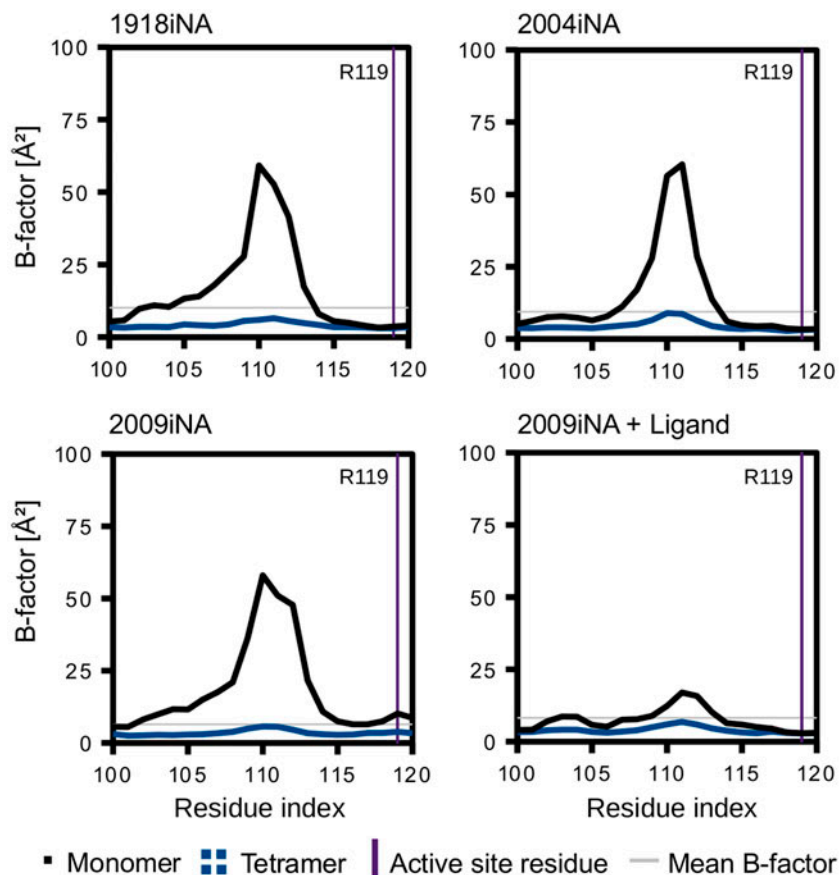 1918iNA
100
75
50
25
0
B-factor [Å²]
R119
100 105 110 115 120
2004iNA
100
75
50
25
0
R119
100 105 110 115 120
2009iNA
100
75
50
25
0
B-factor [Å²]
R119
100 105 110 115 120
Residue index
2009iNA + Ligand
100
75
50
25
0
R119
100 105 110 115 120
Residue index
Monomer Tetramer Active site residue Mean B-factor